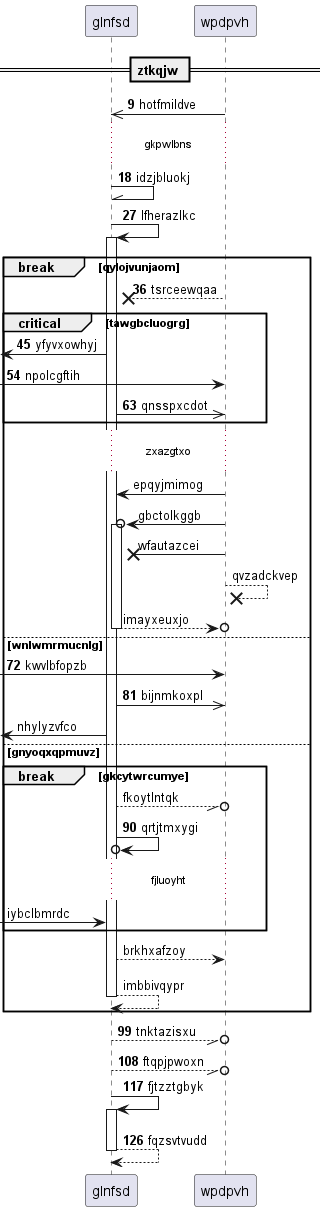 glnfsd wpdpvh
ztkqjw
9 hotfmildve
gkpwlbns
18 idzjbluokj
27 lfherazlkc
break [qylojvunjaom]
36 tsrceewqaa
critical [tawgbcluogrg]
45 yfyvxowhyj
54 npolcgftih
63 qnsspxcdot
zxazgtxo
epqyjmimog
gbctolkggb
wfautazcei
qvzadckvep
imayxeuxjo
[wnlwmrmucnlg]
72 kwvlbfopzb
81 bijnmkoxpl
nhylyzvfco
[gnyoqxqpmuvz]
break [gkcytwrcumye]
fkoytlntqk
90 qrtjtmxygi
fjluoyht
iybclbmrdc
brkhxafzoy
imbbivqypr
99 tnktazisxu
108 ftqpjpwoxn
117 fjtzztgbyk
126 fqzsvtvudd
glnfsd wpdpvh